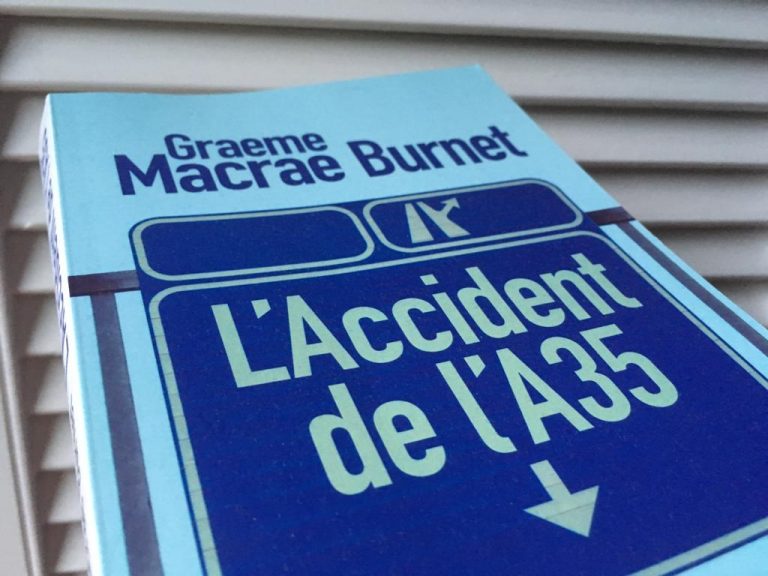 Graeme
Macrae Burnet
L'Accident
de l'A35